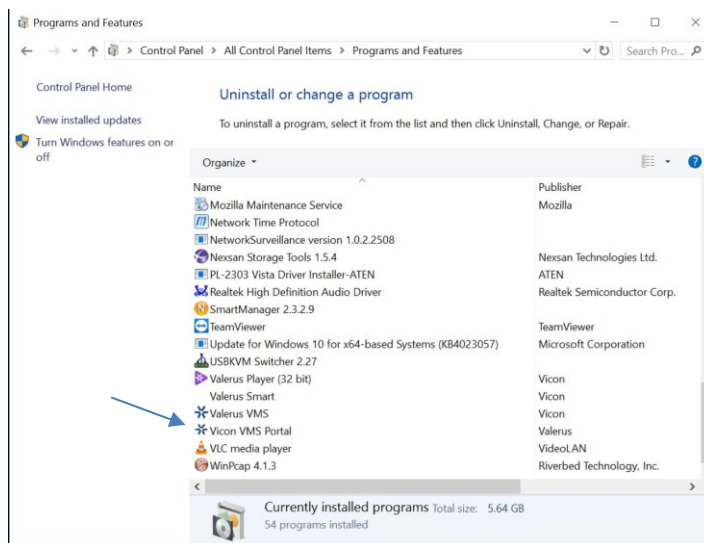 Programs and Features
Control Panel > All Control Panel Items > Programs and Features
Search Pro...
Control Panel Home
View installed updates
Turn Windows features on or
off
Uninstall or change a program
To uninstall a program, select it from the list and then click Uninstall, Change, or Repair.
Organize
Name Publisher
Mozilla Maintenance Service Mozilla
Network Time Protocol
NetworkSurveillance version 1.0.2.2508
Nexsan Storage Tools 1.5.4 Nexsan Technologies Ltd.
PL-2303 Vista Driver Installer-ATEN ATEN
Realtek High Definition Audio Driver Realtek Semiconductor Corp.
SmartManager 2.3.2.9
TeamViewer TeamViewer
Update for Windows 10 for x64-based Systems (KB4023057) Microsoft Corporation
USBKVM Switcher 2.27
Valerus Player (32 bit) Vicon
Valerus Smart Vicon
Valerus VMS Vicon
Vicon VMS Portal Valerus
VLC media player VideoLAN
WinPcap 4.1.3 Riverbed Technology, Inc.
Currently installed programs Total size: 5.64 GB
54 programs installed